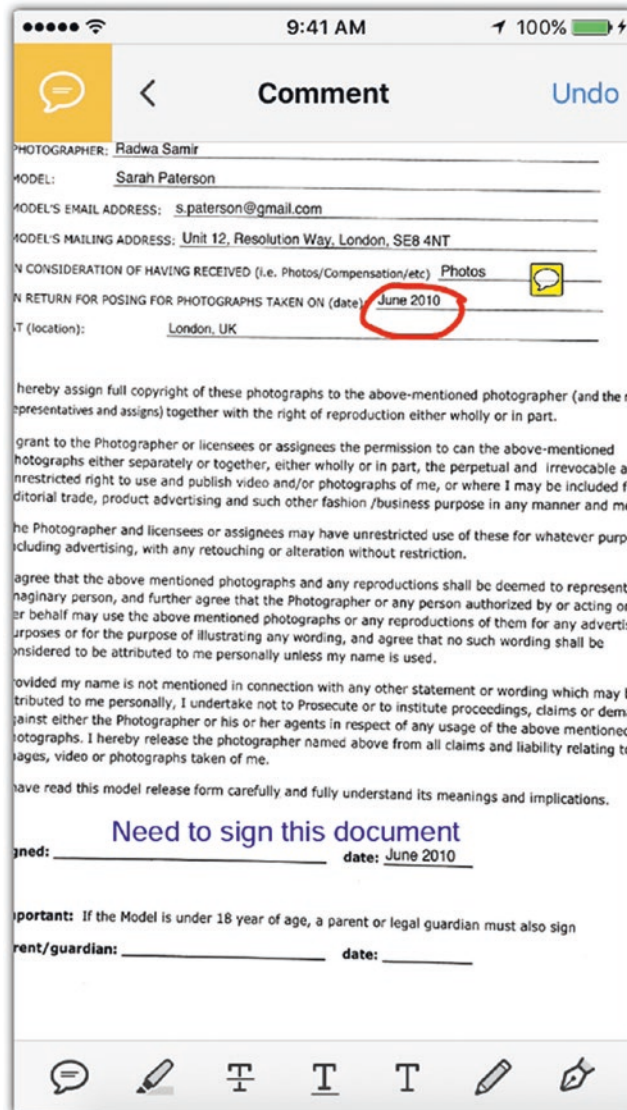 9:41 AM 100%
Comment Undo
PHOTOGRAPHER: Radwa Samir
MODEL: Sarah Paterson
MODEL'S EMAIL ADDRESS: s.paterson@gmail.com
MODEL'S MAILING ADDRESS: Unit 12, Resolution Way, London, SE8 4NT
N CONSIDERATION OF HAVING RECEIVED (i.e. Photos/Compensation/etc) Photos
N RETURN FOR POSING FOR PHOTOGRAPHS TAKEN ON (date) June 2010
T (location): London, UK
hereby assign full copyright of these photographs to the above-mentioned photographer (and the
epresentatives and assigns) together with the right of reproduction either wholly or in part.
grant to the Photographer or licensees or assignees the permission to can the above-mentioned
hotographs either separately or together, either wholly or in part, the perpetual and irrevocable a
nrestricted right to use and publish video and/or photographs of me, or where I may be included f
ditorial trade, product advertising and such other fashion /business purpose in any manner and me
he Photographer and licensees or assignees may have unrestricted use of these for whatever purp
cluding advertising, with any retouching or alteration without restriction.
agree that the above mentioned photographs and any reproductions shall be deemed to represent
naginary person, and further agree that the Photographer or any person authorized by or acting or
er behalf may use the above mentioned photographs or any reproductions of them for any advertis
urposes or for the purpose of illustrating any wording, and agree that no such wording shall be
onsidered to be attributed to me personally unless my name is used.
rovided my name is not mentioned in connection with any other statement or wording which may
tributed to me personally, I undertake not to Prosecute or to institute proceedings, claims or dem
gainst either the Photographer or his or her agents in respect of any usage of the above mentioned
notographs. I hereby release the photographer named above from all claims and liability relating to
ages, video or photographs taken of me.
have read this model release form carefully and fully understand its meanings and implications.
Need to sign this document
gned: date: June 2010
portant: If the Model is under 18 year of age, a parent or legal guardian must also sign
rent/guardian: date:
T T T